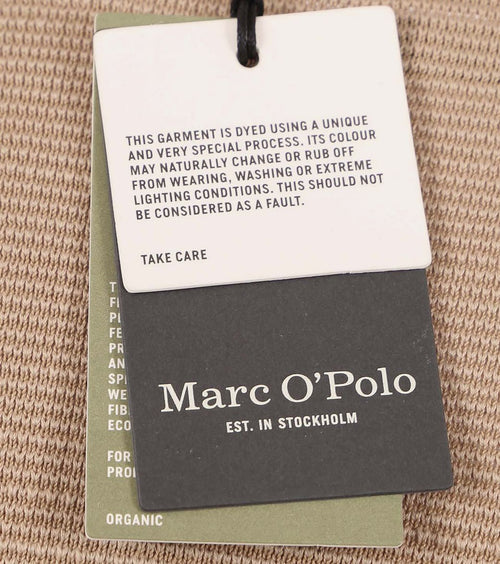 THIS GARMENT IS DYED USING A UNIQUE
AND VERY SPECIAL PROCESS. ITS COLOUR
MAY NATURALLY CHANGE OR RUB OFF
FROM WEARING, WASHING OR EXTREME
LIGHTING CONDITIONS. THIS SHOULD NOT
BE CONSIDERED AS A FAULT.
TAKE CARE
Marc O'Polo
EST. IN STOCKHOLM
FOR
ORGANIC